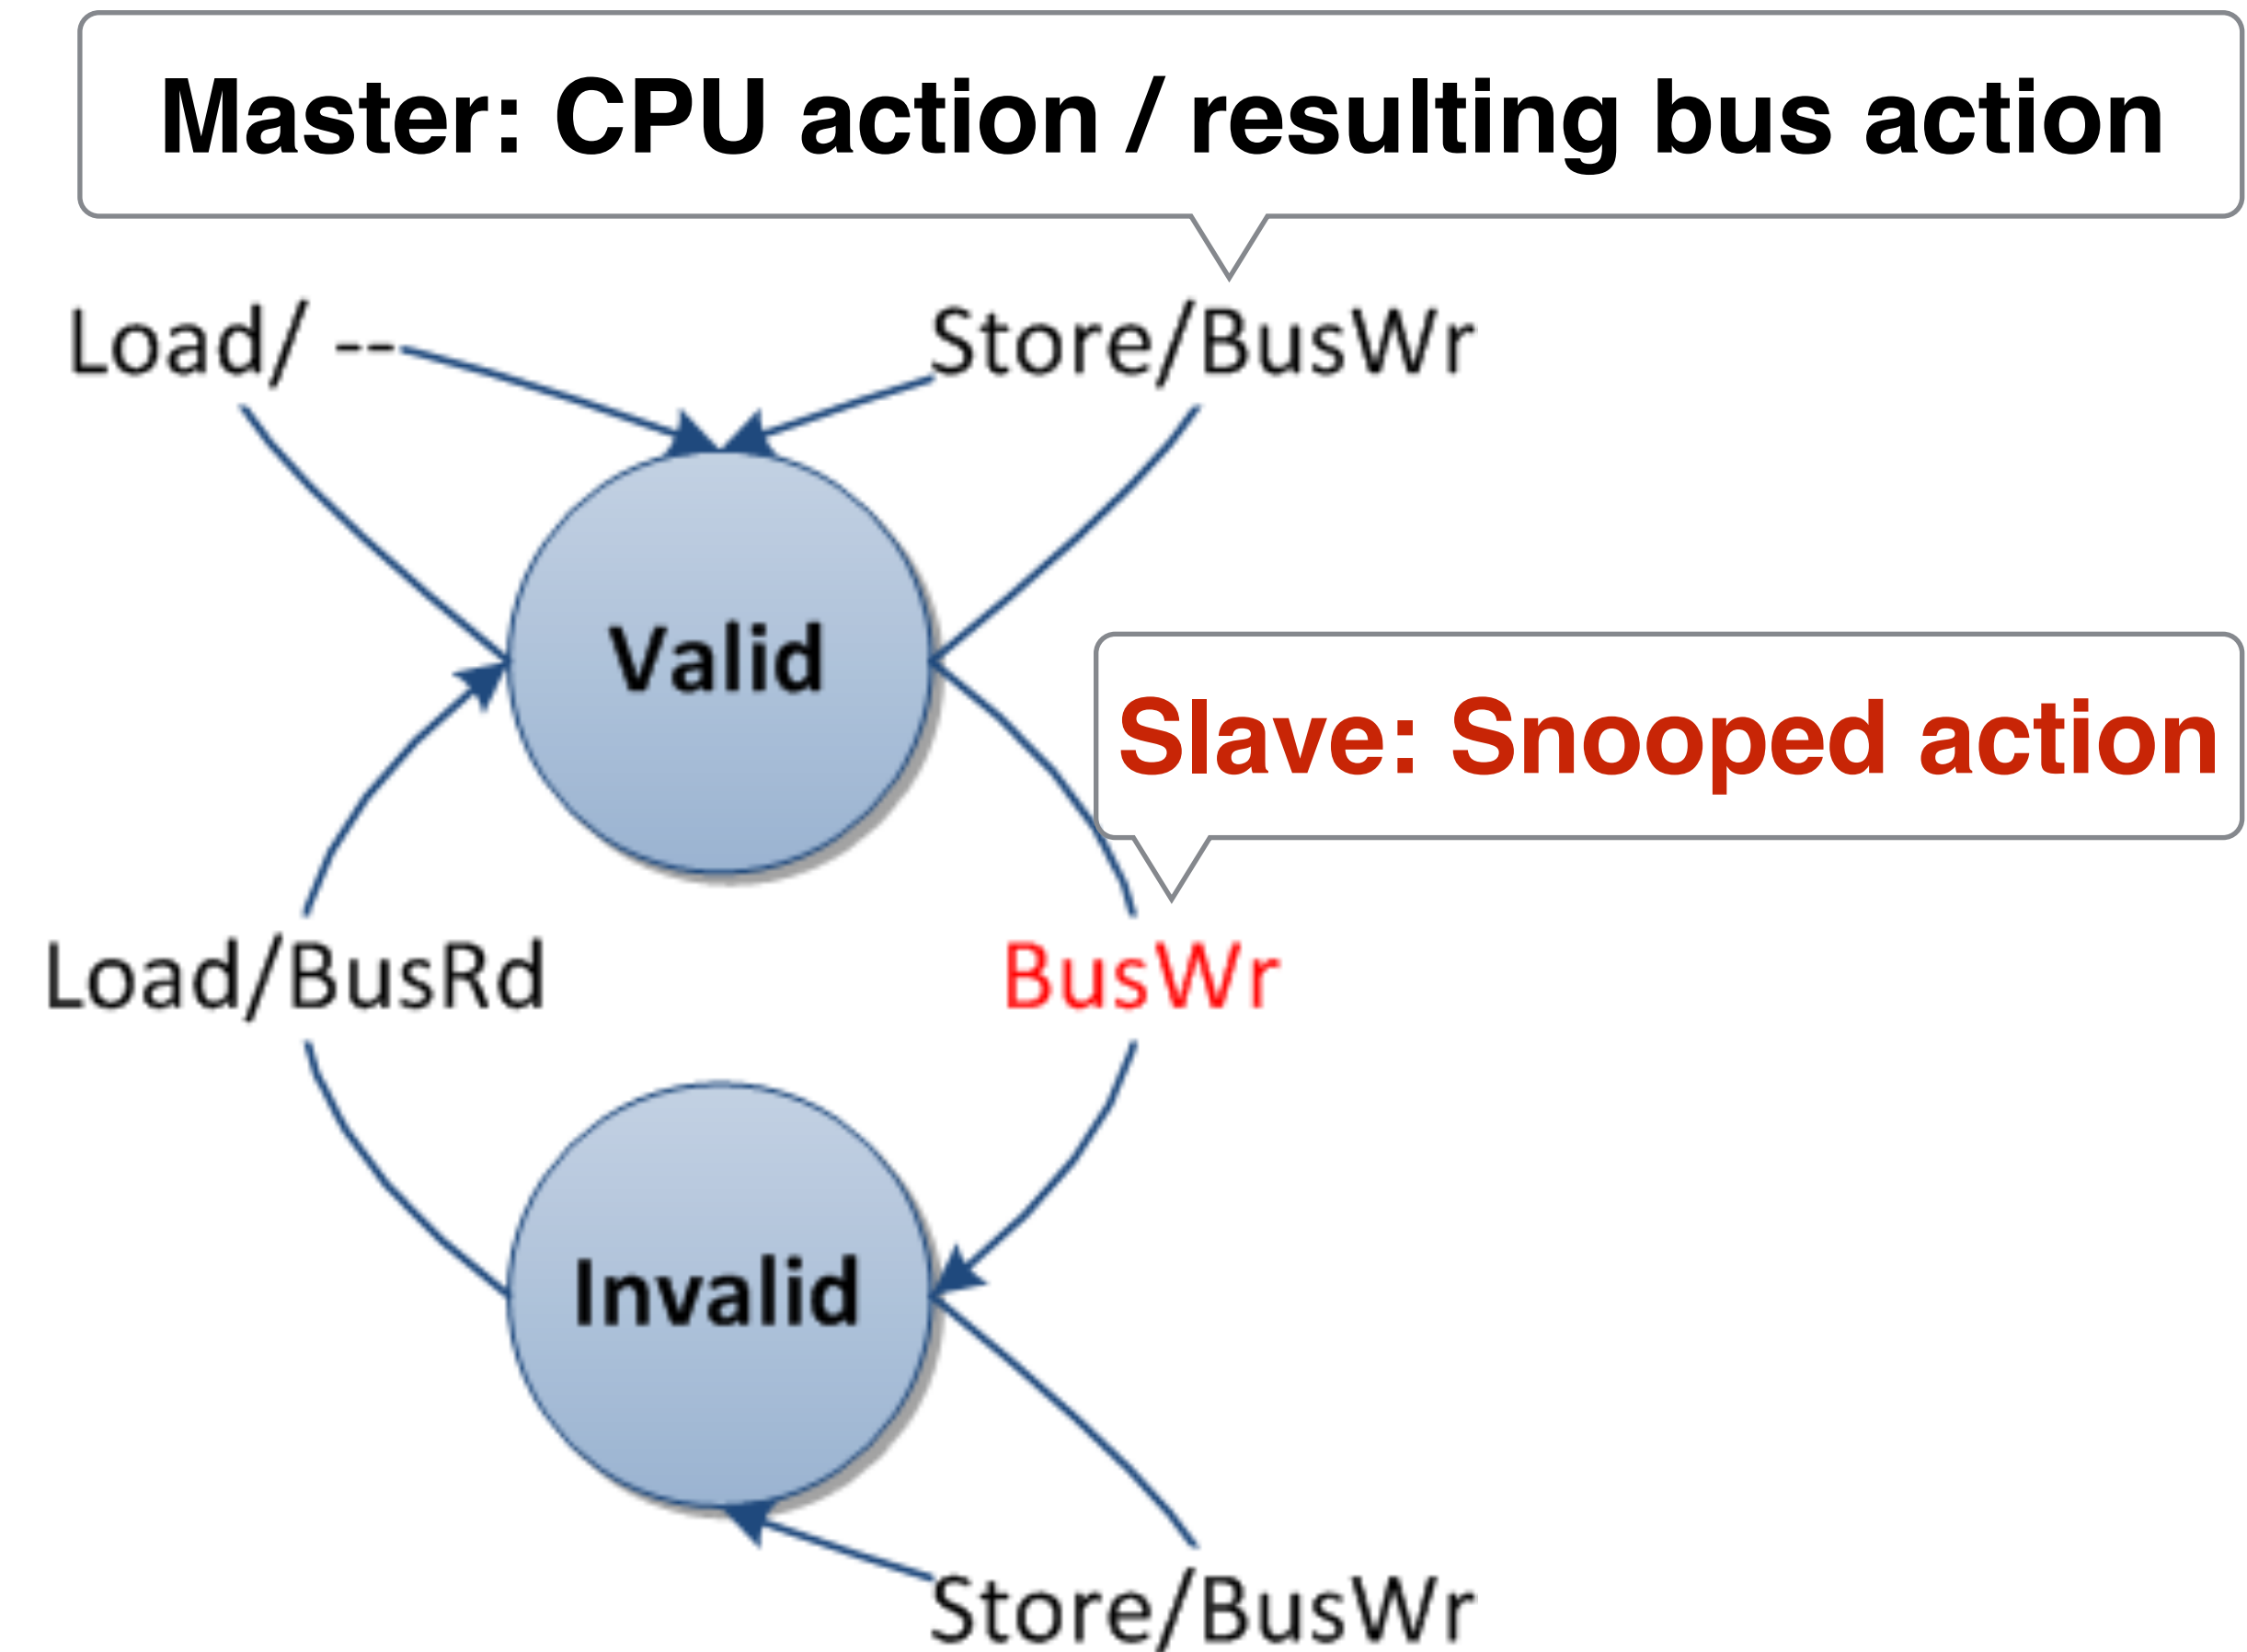 Master: CPU action / resulting bus action
Load/ --
Store/BusWr
Valid
Slave: Snooped action
Load/BusRd
BusWr
Invalid
Store/BusWr